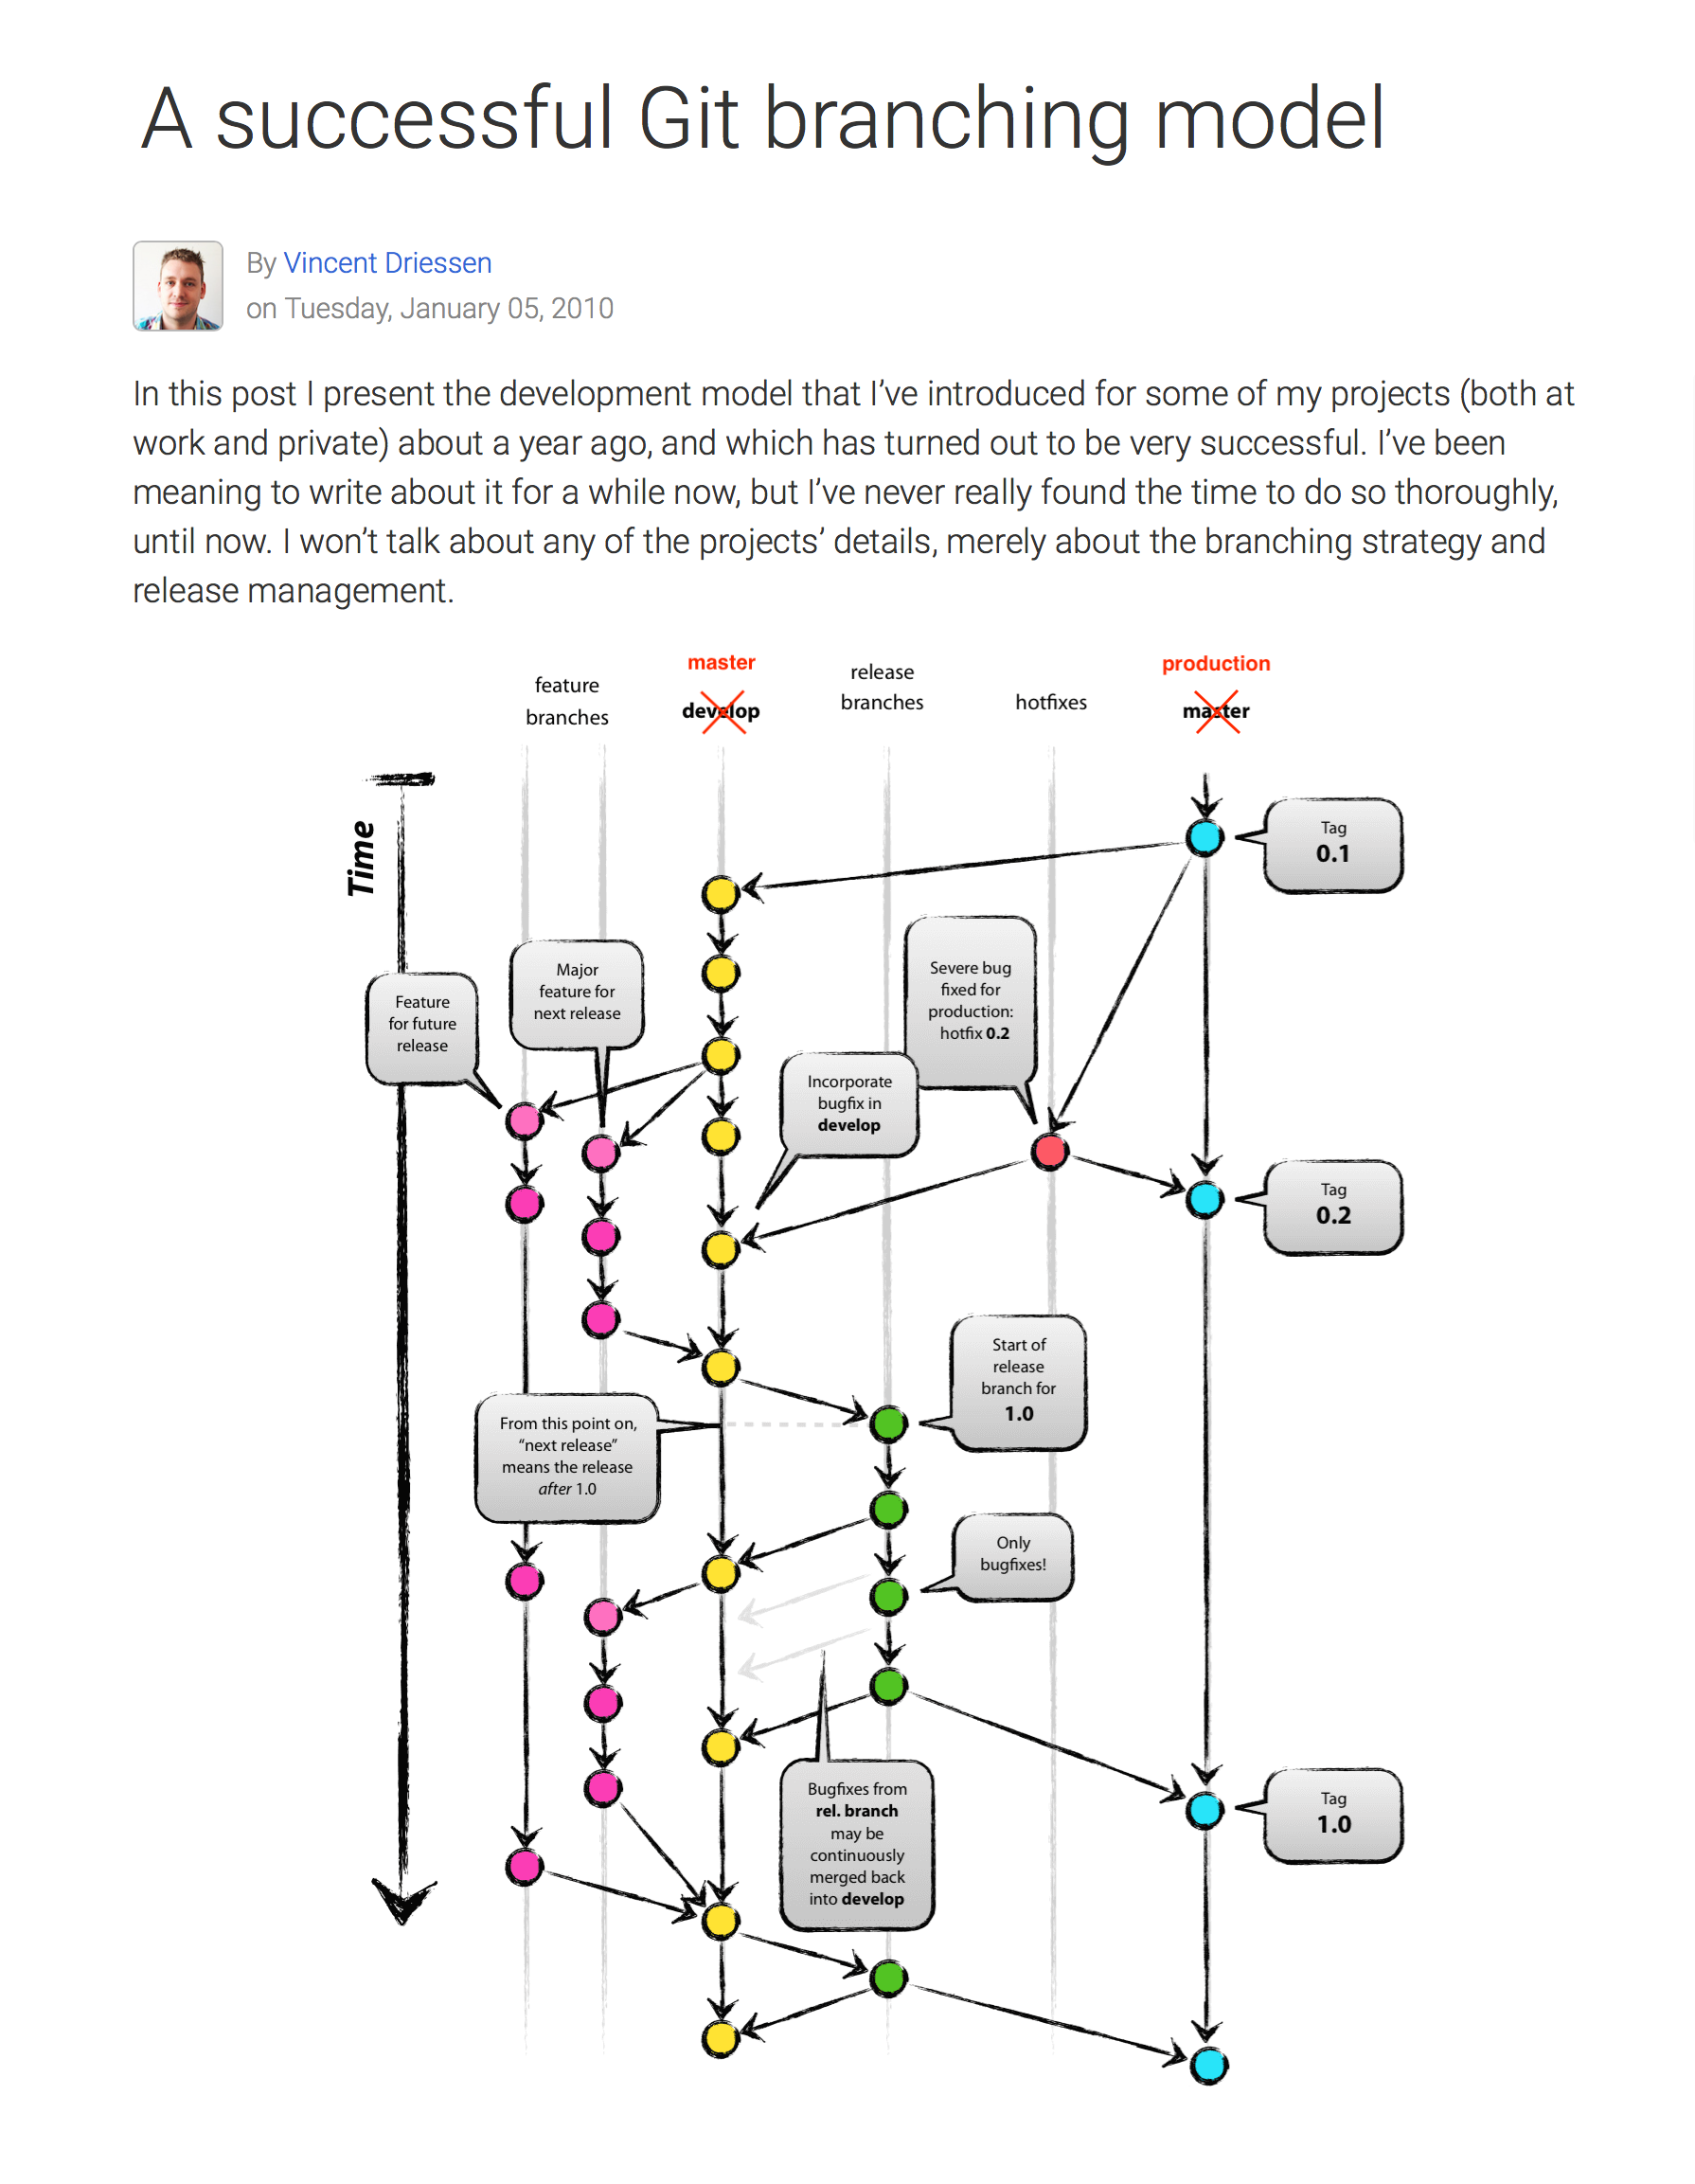 A successful Git branching model
By Vincent Driessen
on Tuesday, January 05, 2010
In this post I present the development model that I’ve introduced for some of my projects (both at
work and private) about a year ago, and which has turned out to be very successful. I’ve been
meaning to write about it for a while now, but I’ve never really found the time to do so thoroughly,
until now. I won’t talk about any of the projects’ details, merely about the branching strategy and
release management.
feature
branches
master
develop
release
branches
hotfixes
production
master
Time
Tag
0.1
Feature
for future
release
Major
feature for
next release
Severe bug
fixed for
production:
hotfix 0.2
Incorporate
bugfix in
develop
Tag
0.2
Start of
release
branch for
1.0
From this point on,
“next release”
means the release
after 1.0
Only
bugfixes!
Bugfixes from
rel. branch
may be
continuously
merged back
into develop
Tag
1.0